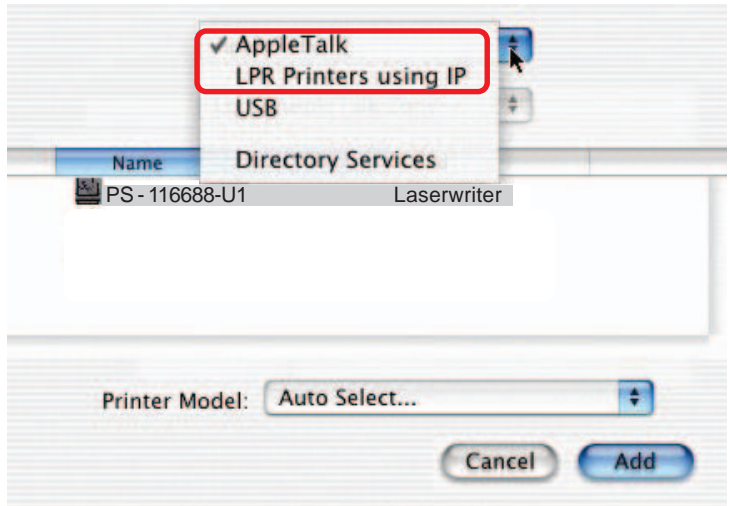 ✓ AppleTalk
LPR Printers using IP
USB
Directory Services
Name
PS - 116688-U1 Laserwriter
Printer Model: Auto Select...
Cancel Add